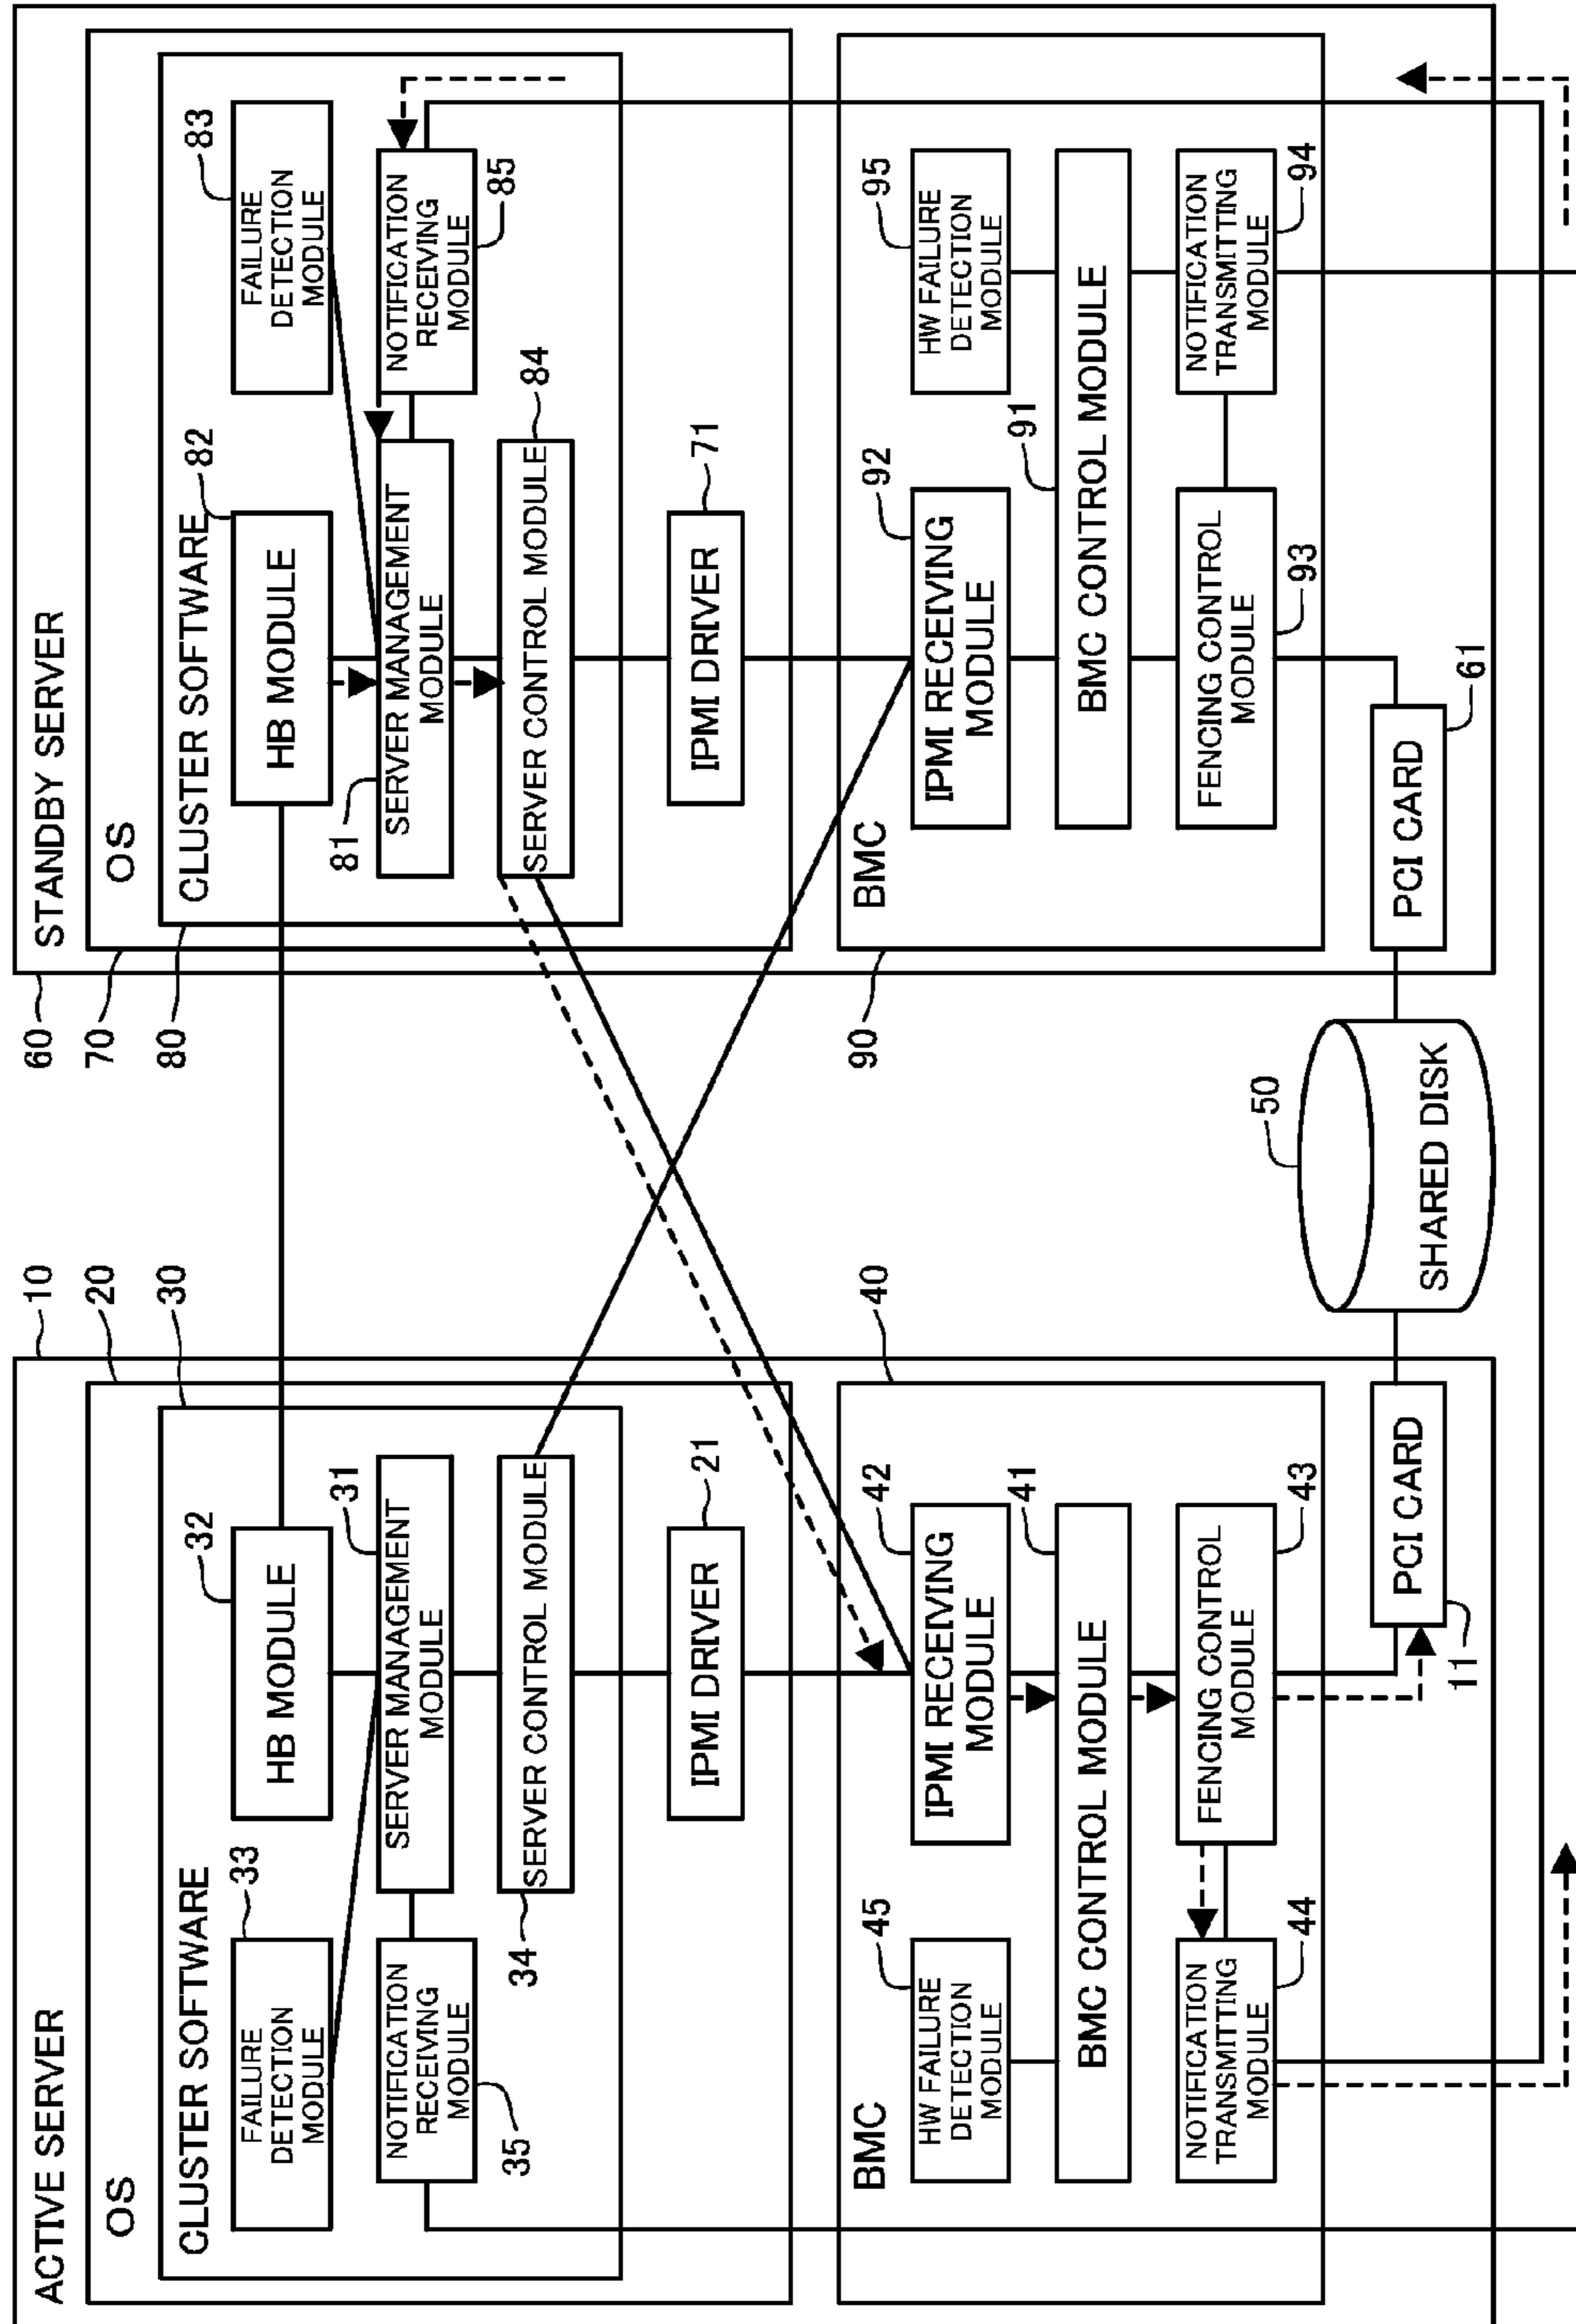 ACTIVE SERVER
10
OS
20
CLUSTER SOFTWARE
30
FAILURE
DETECTION
MODULE
33
HB MODULE
32
NOTIFICATION
RECEIVING
MODULE
35
SERVER MANAGEMENT
MODULE
31
SERVER CONTROL MODULE
34
IPMI DRIVER
21
BMC
40
HW FAILURE
DETECTION
MODULE
45
IPMI RECEIVING
MODULE
42
BMC CONTROL MODULE
41
NOTIFICATION
TRANSMITTING
MODULE
44
FENCING CONTROL
MODULE
43
PCI CARD
11
SHARED DISK
50
STANDBY SERVER
60
OS
70
CLUSTER SOFTWARE
80
HB MODULE
82
FAILURE
DETECTION
MODULE
83
81
SERVER MANAGEMENT
MODULE
NOTIFICATION
RECEIVING
MODULE
85
SERVER CONTROL MODULE
84
IPMI DRIVER
71
BMC
90
IPMI RECEIVING
MODULE
92
HW FAILURE
DETECTION
MODULE
95
BMC CONTROL MODULE
91
FENCING CONTROL
MODULE
93
NOTIFICATION
TRANSMITTING
MODULE
94
PCI CARD
61